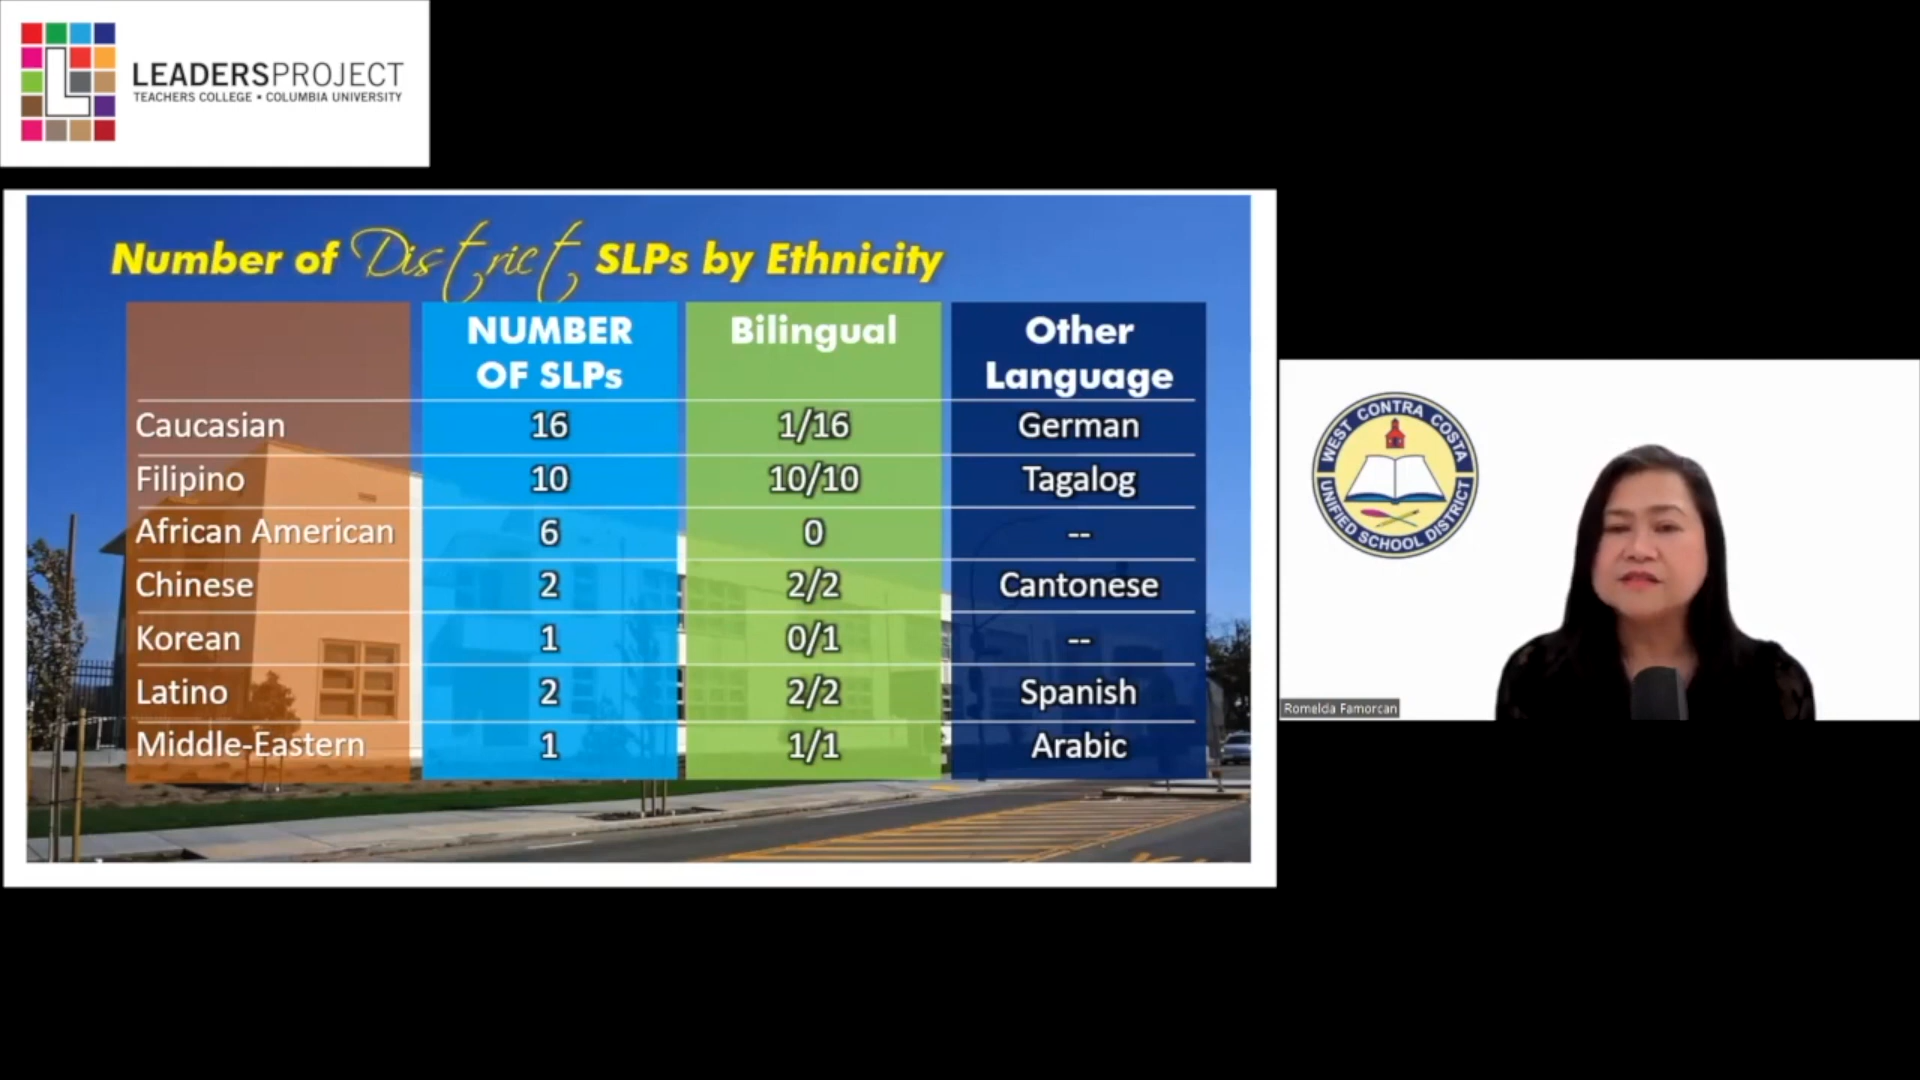 LEADERSPROJECT
TEACHERS COLLEGE • COLUMBIA UNIVERSITY
Number of District SLPs by Ethnicity
NUMBER OF SLPs
Bilingual
Other Language
Caucasian 16 1/16 German
Filipino 10 10/10 Tagalog
African American 6 0 --
Chinese 2 2/2 Cantonese
Korean 1 0/1 --
Latino 2 2/2 Spanish
Middle-Eastern 1 1/1 Arabic
WEST CONTRA COSTA
UNIFIED SCHOOL DISTRICT
Romelda Famorcan